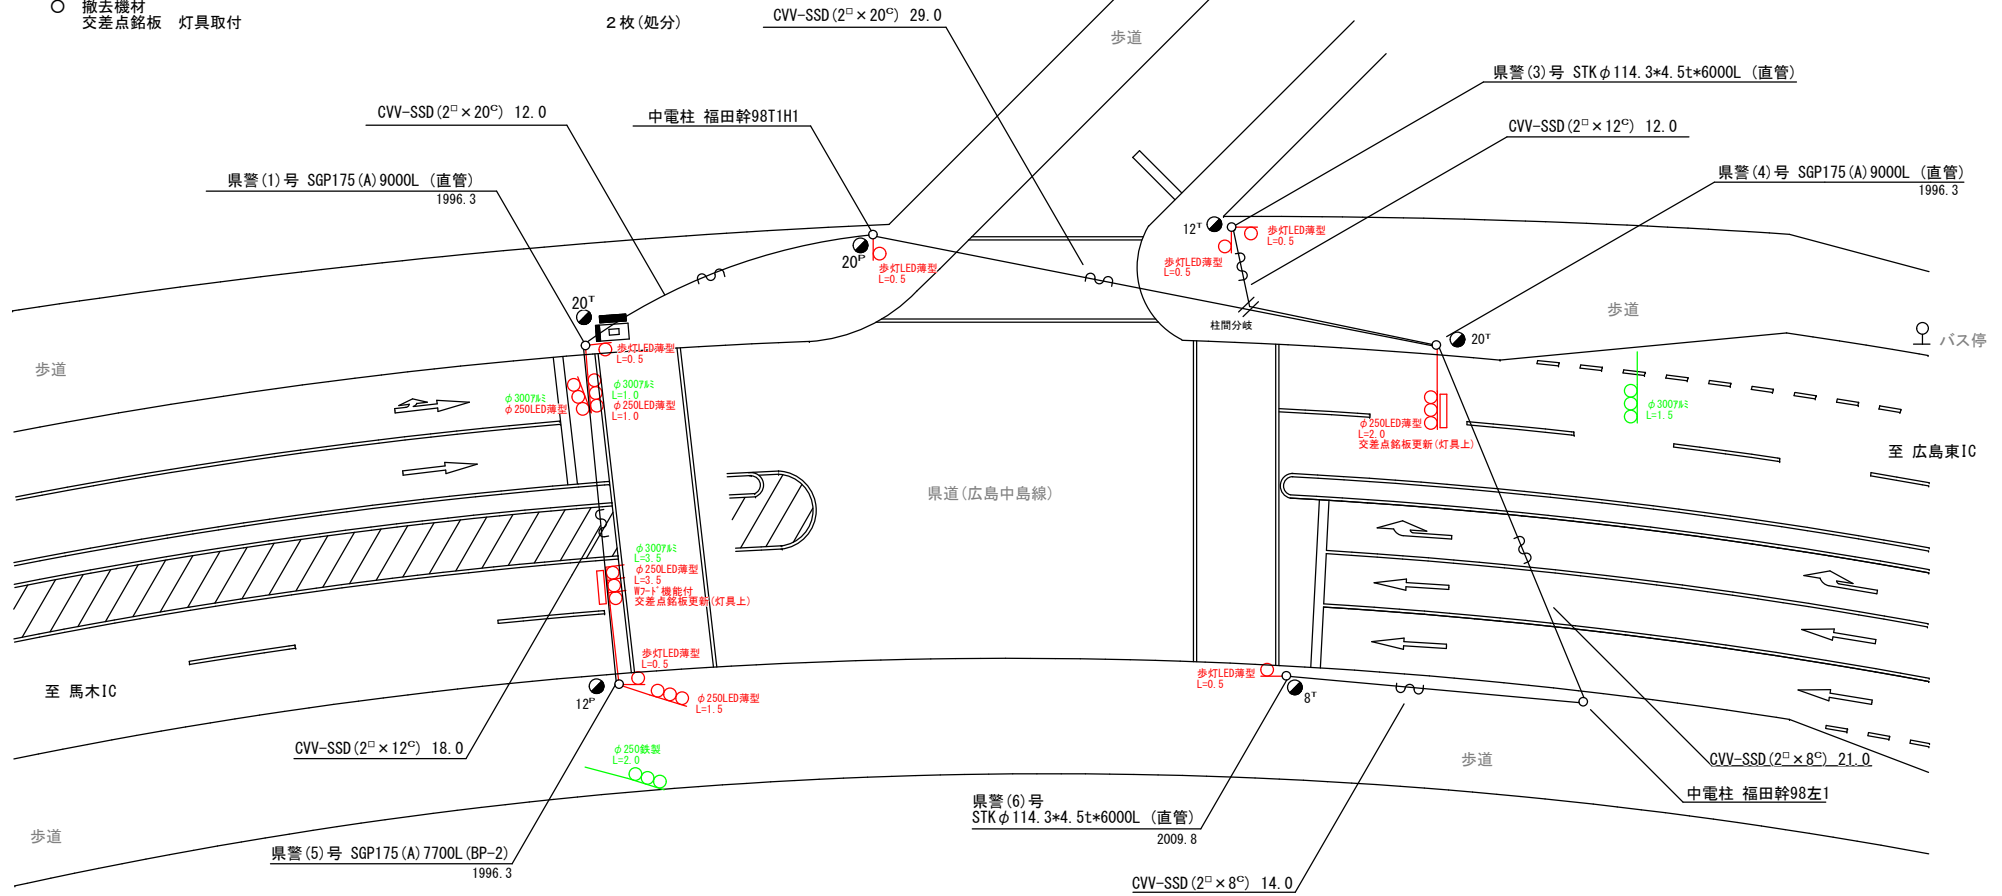 撤去機材
交差点銘板 灯具取付 2枚(処分)
CVV-SSD(2□×20C) 29.0
歩道
県警(3)号 STKφ114.3*4.5t*6000L (直管)
CVV-SSD(2□×20C) 12.0
中電柱 福田幹98T1H1
CVV-SSD(2□×12C) 12.0
県警(1)号 SGP175(A)9000L (直管)
1996.3
県警(4)号 SGP175(A)9000L (直管)
1996.3
20P
歩灯LED薄型
L=0.5
12T
歩灯LED薄型
L=0.5
歩灯LED薄型
L=0.5
20T
歩灯LED薄型
L=0.5
柱間分岐
歩道
20T
バス停
歩道
φ300アルミ
φ250LED薄型
φ300アルミ
L=1.0
φ250LED薄型
L=1.0
φ250LED薄型
L=2.0
交差点銘板更新(灯具上)
φ300アルミ
L=1.5
至 広島東IC
県道(広島中島線)
φ300アルミ
L=3.5
φ250LED薄型
L=3.5
Wフード機能付
交差点銘板更新(灯具上)
至 馬木IC
歩灯LED薄型
L=0.5
12P
φ250LED薄型
L=1.5
歩灯LED薄型
L=0.5
8T
CVV-SSD(2□×12C) 18.0
φ250鉄製
L=2.0
歩道
CVV-SSD(2□×8C) 21.0
中電柱 福田幹98左1
県警(6)号
STKφ114.3*4.5t*6000L (直管)
2009.8
歩道
県警(5)号 SGP175(A)7700L(BP-2)
1996.3
CVV-SSD(2□×8C) 14.0